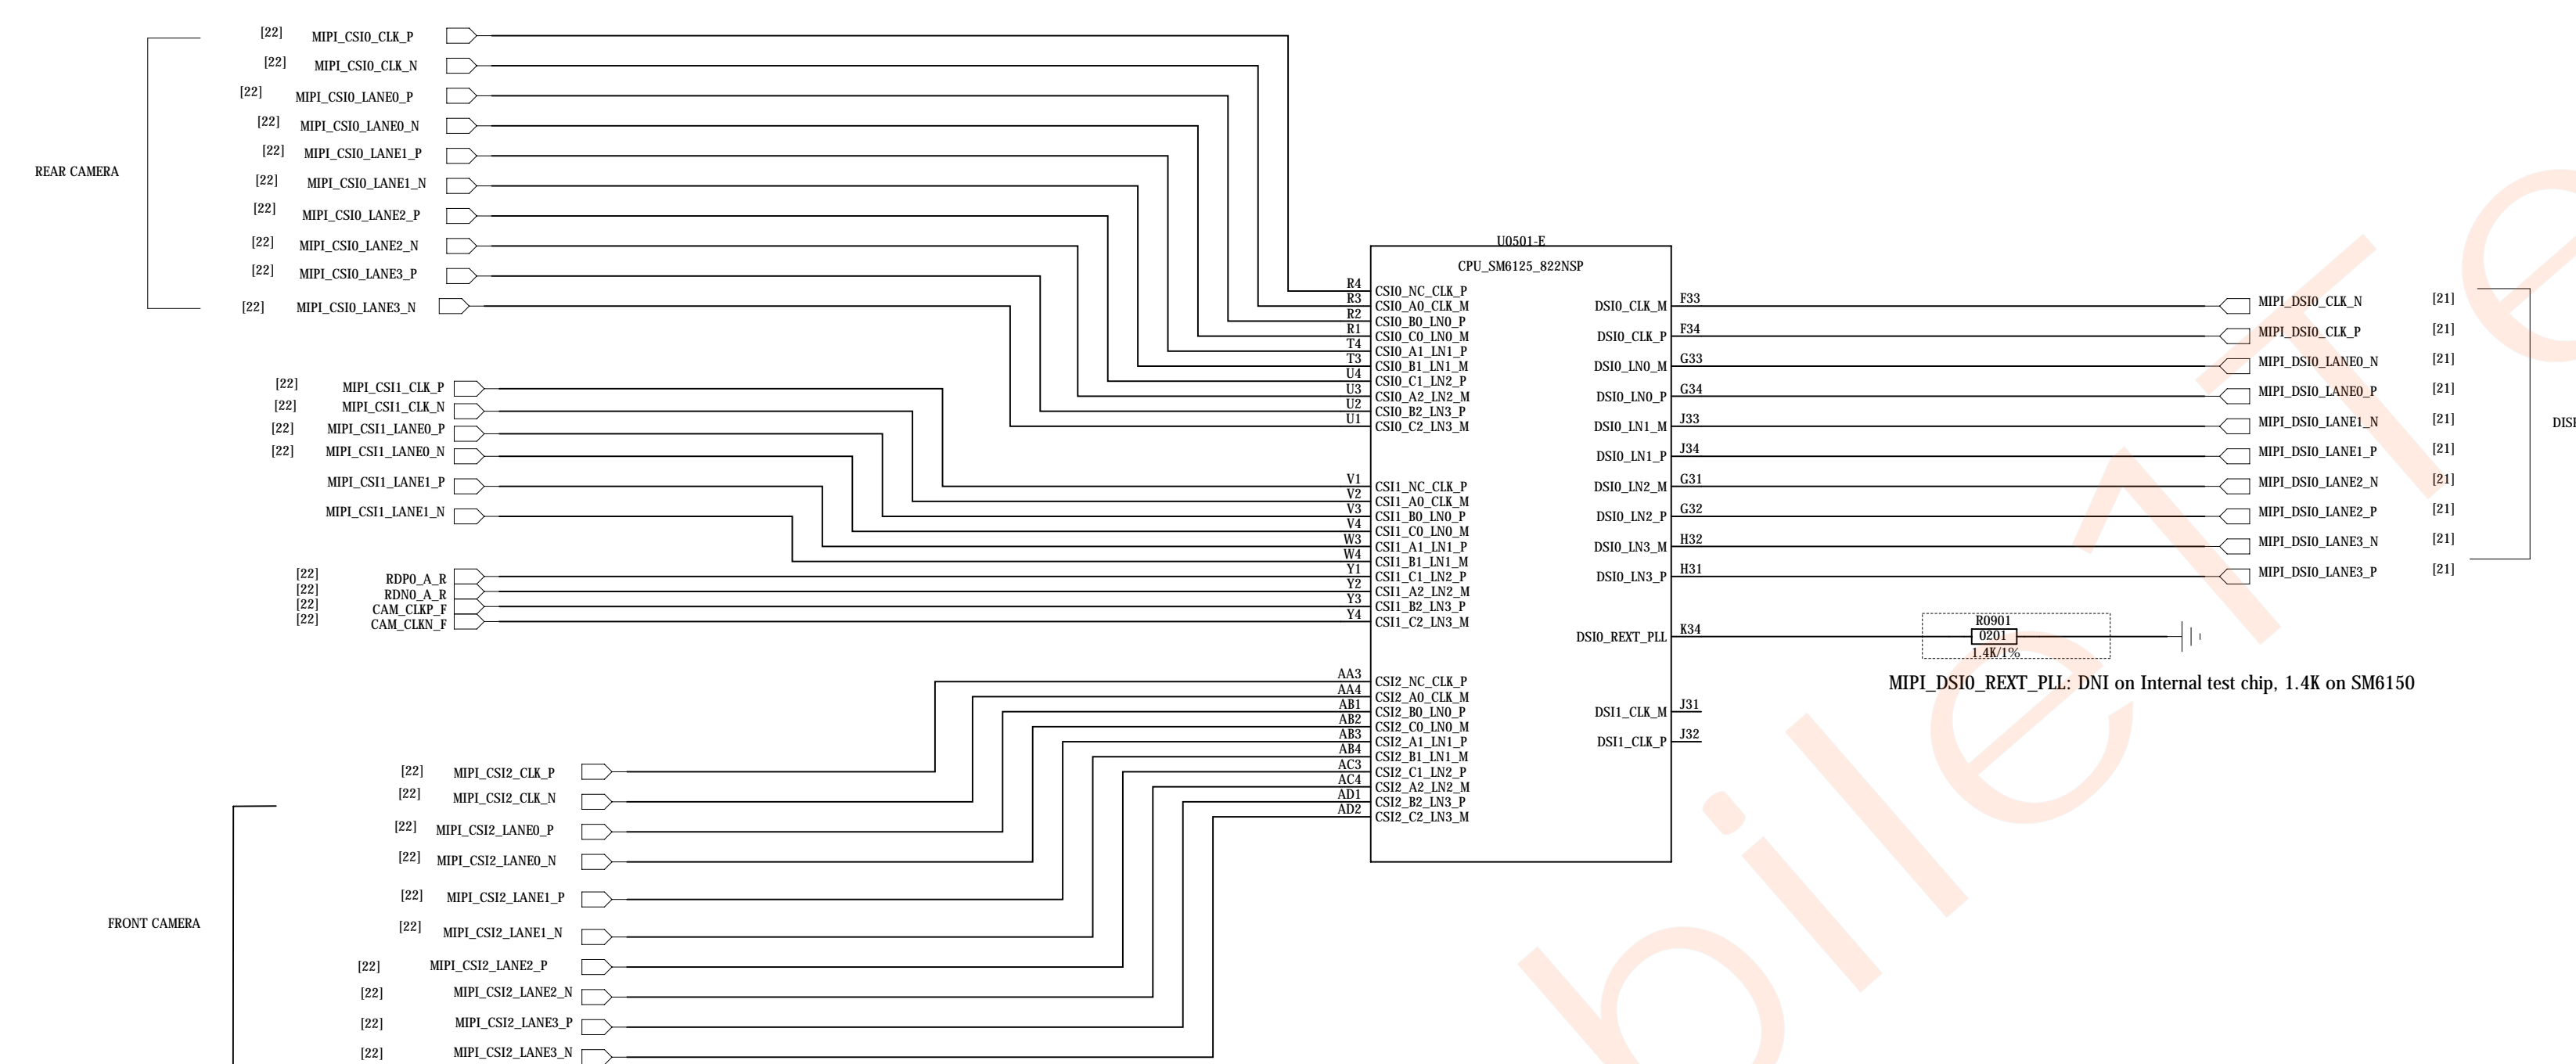 [22] MIPI_CSI0_CLK_P
[22] MIPI_CSI0_CLK_N
[22] MIPI_CSI0_LANE0_P
[22] MIPI_CSI0_LANE0_N
[22] MIPI_CSI0_LANE1_P
REAR CAMERA
[22] MIPI_CSI0_LANE1_N
[22] MIPI_CSI0_LANE2_P
[22] MIPI_CSI0_LANE2_N
[22] MIPI_CSI0_LANE3_P
[22] MIPI_CSI0_LANE3_N
[22] MIPI_CSI1_CLK_P
[22] MIPI_CSI1_CLK_N
[22] MIPI_CSI1_LANE0_P
[22] MIPI_CSI1_LANE0_N
MIPI_CSI1_LANE1_P
MIPI_CSI1_LANE1_N
[22] RDP0_A_R
[22] RDN0_A_R
[22] CAM_CLKP_F
[22] CAM_CLKN_F
[22] MIPI_CSI2_CLK_P
[22] MIPI_CSI2_CLK_N
[22] MIPI_CSI2_LANE0_P
[22] MIPI_CSI2_LANE0_N
[22] MIPI_CSI2_LANE1_P
FRONT CAMERA
[22] MIPI_CSI2_LANE1_N
[22] MIPI_CSI2_LANE2_P
[22] MIPI_CSI2_LANE2_N
[22] MIPI_CSI2_LANE3_P
[22] MIPI_CSI2_LANE3_N
U0501-E
CPU_SM6125_822NSP
R4 CSI0_NC_CLK_P
R3 CSI0_A0_CLK_M
R2 CSI0_B0_LN0_P
R1 CSI0_C0_LN0_M
T4 CSI0_A1_LN1_P
T3 CSI0_B1_LN1_M
U4 CSI0_C1_LN2_P
U3 CSI0_A2_LN2_M
U2 CSI0_B2_LN3_P
U1 CSI0_C2_LN3_M
V1 CSI1_NC_CLK_P
V2 CSI1_A0_CLK_M
V3 CSI1_B0_LN0_P
V4 CSI1_C0_LN0_M
W3 CSI1_A1_LN1_P
W4 CSI1_B1_LN1_M
Y1 CSI1_C1_LN2_P
Y2 CSI1_A2_LN2_M
Y3 CSI1_B2_LN3_P
Y4 CSI1_C2_LN3_M
AA3 CSI2_NC_CLK_P
AA4 CSI2_A0_CLK_M
AB1 CSI2_B0_LN0_P
AB2 CSI2_C0_LN0_M
AB3 CSI2_A1_LN1_P
AB4 CSI2_B1_LN1_M
AC3 CSI2_C1_LN2_P
AC4 CSI2_A2_LN2_M
AD1 CSI2_B2_LN3_P
AD2 CSI2_C2_LN3_M
DSI0_CLK_M F33 MIPI_DSI0_CLK_N [21]
DSI0_CLK_P F34 MIPI_DSI0_CLK_P [21]
DSI0_LN0_M G33 MIPI_DSI0_LANE0_N [21]
DSI0_LN0_P G34 MIPI_DSI0_LANE0_P [21]
DSI0_LN1_M J33 MIPI_DSI0_LANE1_N [21]
DSI0_LN1_P J34 MIPI_DSI0_LANE1_P [21]
DSI0_LN2_M G31 MIPI_DSI0_LANE2_N [21]
DSI0_LN2_P G32 MIPI_DSI0_LANE2_P [21]
DSI0_LN3_M H32 MIPI_DSI0_LANE3_N [21]
DSI0_LN3_P H31 MIPI_DSI0_LANE3_P [21]
R0901
DSI0_REXT_PLL K34 0201
1.4K/1%
MIPI_DSI0_REXT_PLL: DNI on Internal test chip, 1.4K on SM6150
DSI1_CLK_M J31
DSI1_CLK_P J32